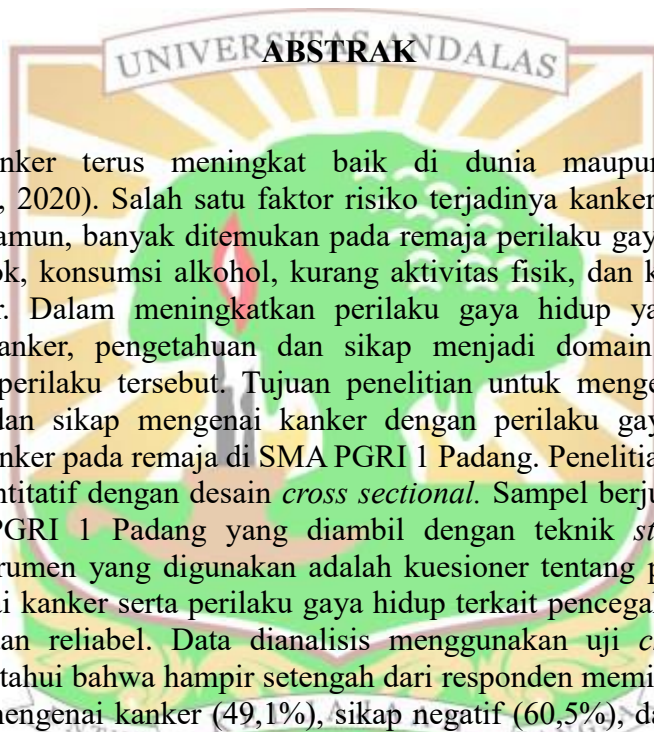 UNIVERSITAS ANDALAS
ABSTRAK
anker terus meningkat baik di dunia maupun
, 2020). Salah satu faktor risiko terjadinya kanker
amun, banyak ditemukan pada remaja perilaku gay
ok, konsumsi alkohol, kurang aktivitas fisik, dan k
r. Dalam meningkatkan perilaku gaya hidup ya
anker, pengetahuan dan sikap menjadi domain
perilaku tersebut. Tujuan penelitian untuk menge
dan sikap mengenai kanker dengan perilaku gay
nker pada remaja di SMA PGRI 1 Padang. Penelitia
ntitatif dengan desain cross sectional. Sampel berju
PGRI 1 Padang yang diambil dengan teknik st
rumen yang digunakan adalah kuesioner tentang p
ai kanker serta perilaku gaya hidup terkait pencegal
an reliabel. Data dianalisis menggunakan uji c
tahui bahwa hampir setengah dari responden memi
mengenai kanker (49,1%), sikap negatif (60,5%), da